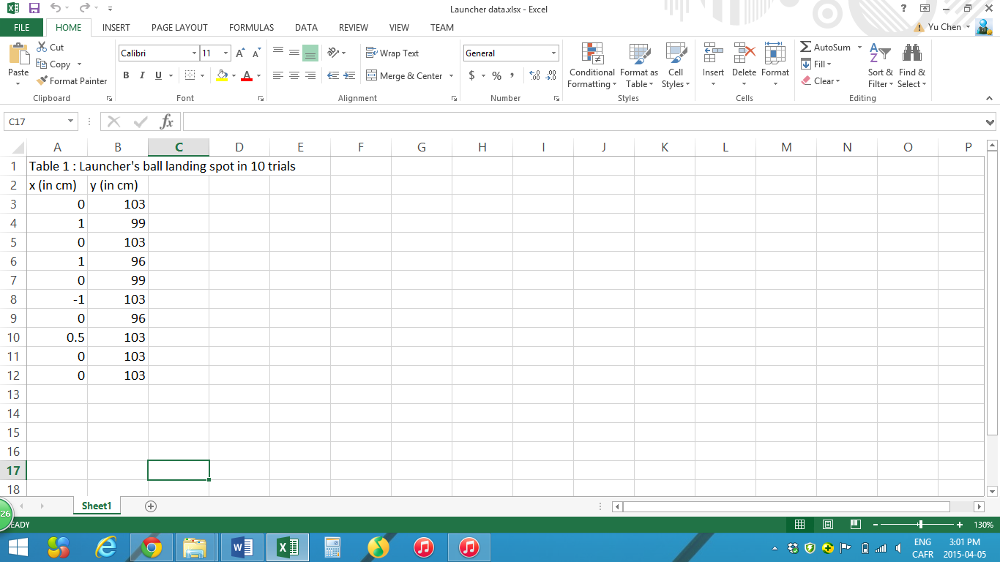 Launcher data.xlsx - Excel
?
FILE HOME INSERT PAGE LAYOUT FORMULAS DATA REVIEW VIEW TEAM
Yu Chen
Paste
Cut
Copy
Format Painter
Clipboard
Calibri 11
B I U
Font
Wrap Text
Merge & Center
Alignment
General
$ % ,
Number
Conditional Formatting
Format as Table
Cell Styles
Styles
Insert Delete Format
Cells
AutoSum
Fill
Clear
Sort & Filter
Find & Select
Editing
C17
fx
A B C D E F G H I J K L M N O P
1 Table 1 : Launcher's ball landing spot in 10 trials
2 x (in cm) y (in cm)
3 0 103
4 1 99
5 0 103
6 1 96
7 0 99
8 -1 103
9 0 96
10 0.5 103
11 0 103
12 0 103
13
14
15
16
17
18
Sheet1
26
EADY
130%
ENG 3:01 PM
CAFR 2015-04-05